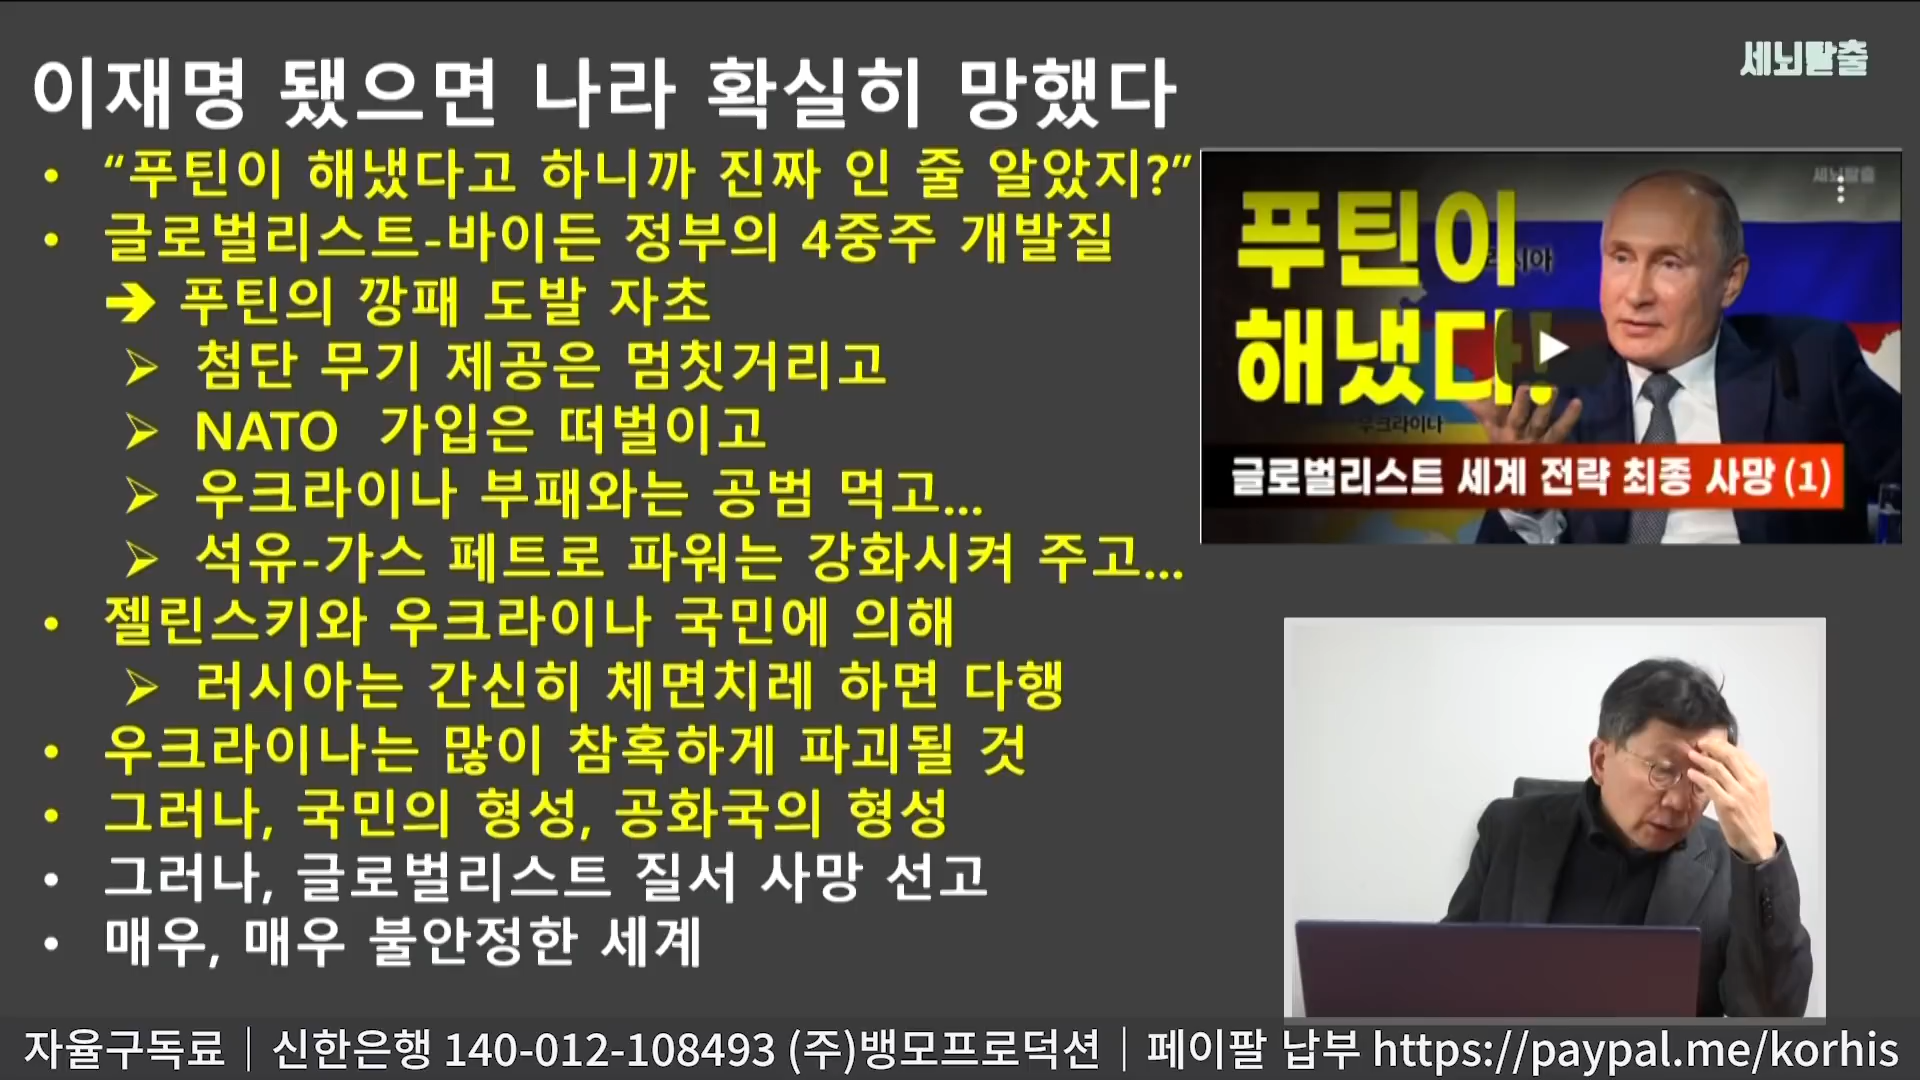 세뇌탈출
이재명 됐으면 나라 확실히 망했다
• “푸틴이 해냈다고 하니까 진짜 인 줄 알았지?”
• 글로벌리스트-바이든 정부의 4중주 개발질
➔ 푸틴의 깡패 도발 자초
➢ 첨단 무기 제공은 멈칫거리고
➢ NATO 가입은 떠벌이고
➢ 우크라이나 부패와는 공범 먹고...
➢ 석유-가스 페트로 파워는 강화시켜 주고...
• 젤린스키와 우크라이나 국민에 의해
➢ 러시아는 간신히 체면치레 하면 다행
• 우크라이나는 많이 참혹하게 파괴될 것
• 그러나, 국민의 형성, 공화국의 형성
• 그러나, 글로벌리스트 질서 사망 선고
• 매우, 매우 불안정한 세계
세뇌탈출
푸틴이
해냈다!
우크라이나
글로벌리스트 세계 전략 최종 사망 (1)
자율구독료｜신한은행 140-012-108493 (주)뱅모프로덕션｜페이팔 납부 https://paypal.me/korhis